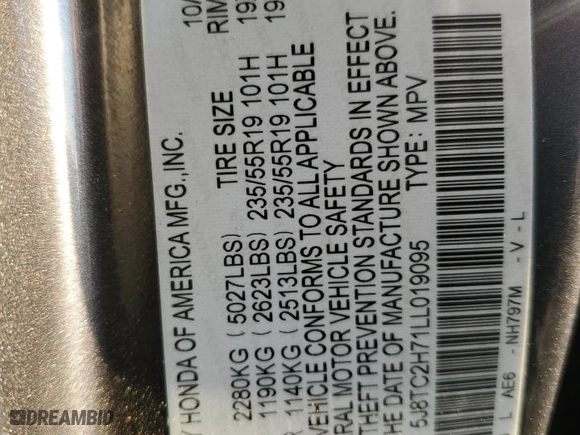 Y HONDA OF AMERICA MFG.,INC. 10/
2280KG (5027LBS) TIRE SIZE RIM
1190KG (2623LBS) 235/55R19 101H 19
1140KG (2513LBS) 235/55R19 101H 19
VEHICLE CONFORMS TO ALL APPLICABLE
RAL MOTOR VEHICLE SAFETY
THEFT PREVENTION STANDARDS IN EFFECT
HE DATE OF MANUFACTURE SHOWN ABOVE.
5J8TC2H71LL019095 TYPE: MPV
L AE6 - NH797M - V - L
DREAMBID